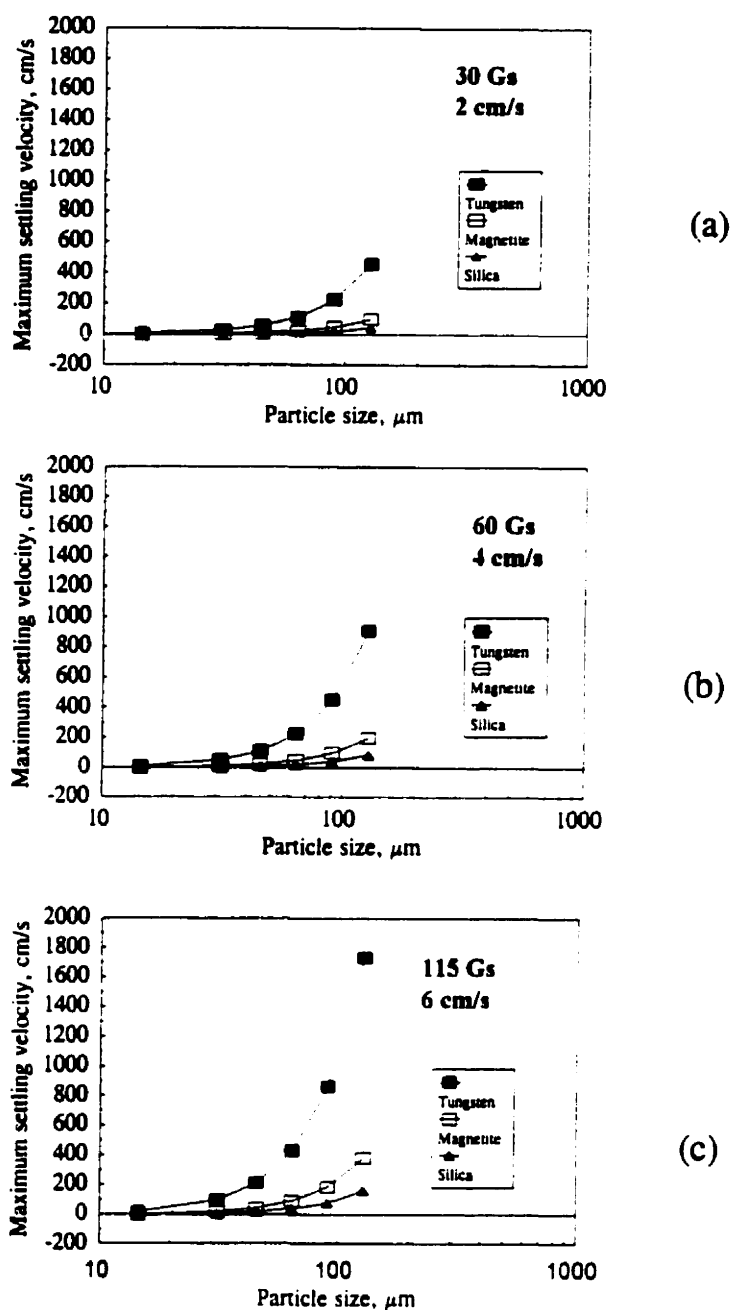 2000
1800
1600
1400
1200
1000
800
600
400
200
0
-200
Maximum settling velocity, cm/s
30 Gs
2 cm/s
Tungsten
Magnetite
Silica
10
100
1000
Particle size, μm
(a)
2000
1800
1600
1400
1200
1000
800
600
400
200
0
-200
Maximum settling velocity, cm/s
60 Gs
4 cm/s
Tungsten
Magnetite
Silica
10
100
1000
Particle size, μm
(b)
2000
1800
1600
1400
1200
1000
800
600
400
200
0
-200
Maximum settling velocity, cm/s
115 Gs
6 cm/s
Tungsten
Magnetite
Silica
10
100
1000
Particle size, μm
(c)